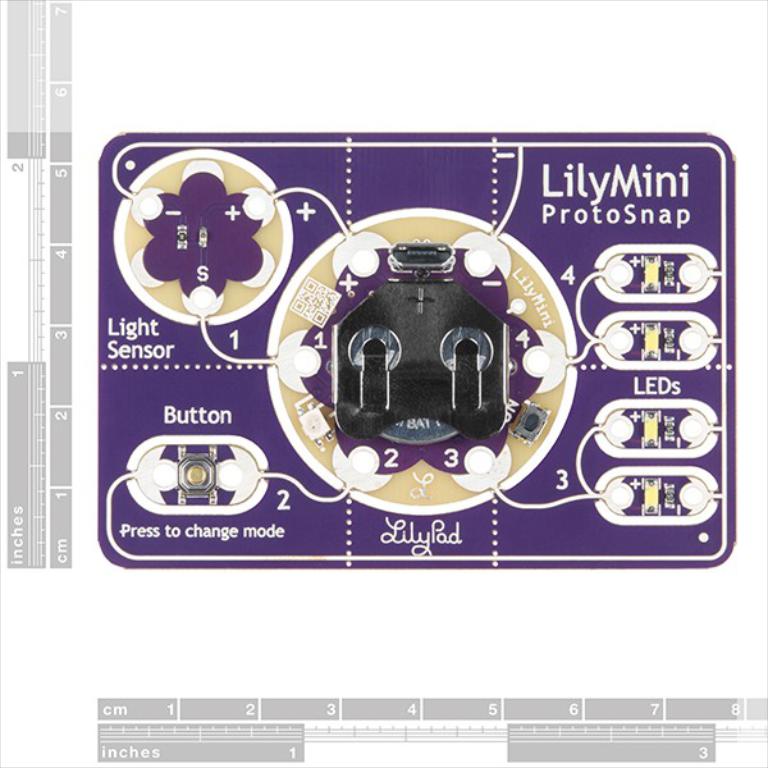 LilyMini
ProtoSnap
- + +
-
S
+ -
LilyMini
4
+
+
Light
Sensor
1
1
4
LEDs
Button
BAT
ON
+
+
2
3
3
2
Press to change mode
LilyPad
7
6
5
4
3
2
1
cm
2
1
inches
cm 1 2 3 4 5 6 7 8
inches 1 3